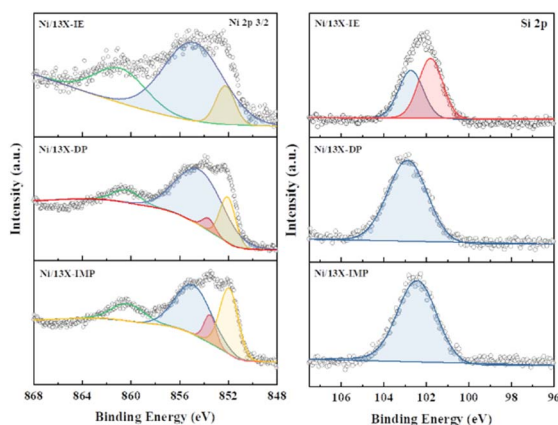 Ni/13X-IE
Ni 2p 3/2
Ni/13X-DP
Ni/13X-IMP
Intensity (a.u.)
868 864 860 856 852 848
Binding Energy (eV)
Ni/13X-IE
Si 2p
Ni/13X-DP
Ni/13X-IMP
Intensity (a.u.)
106 104 102 100 98 96
Binding Energy (eV)